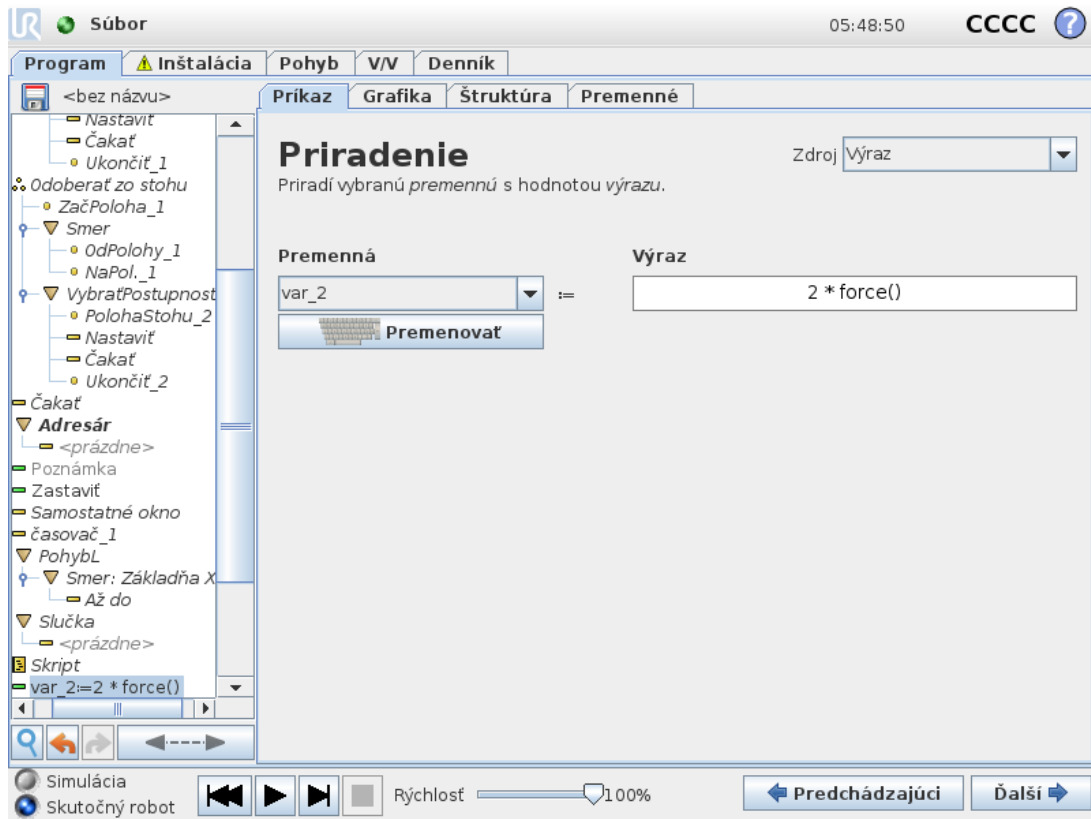 UR Súbor 05:48:50 CCCC ?
Program Inštalácia Pohyb V/V Denník
<bez názvu> Príkaz Grafika Štruktúra Premenné
Nastaviť
Čakať
Ukončiť_1
Odoberať zo stohu
ZačPoloha_1
Smer
OdPolohy_1
NaPol._1
VybraťPostupnosť
PolohaStohu_2
Nastaviť
Čakať
Ukončiť_2
Čakať
Adresár
<prázdne>
Poznámka
Zastaviť
Samostatné okno
časovač_1
PohybL
Smer: Základňa X
Až do
Slučka
<prázdne>
Skript
var_2:=2 * force()
Priradenie
Zdroj Výraz
Priradí vybranú premennú s hodnotou výrazu.
Premenná Výraz
var_2 := 2 * force()
Premenovať
Simulácia
Skutočný robot
Rýchlosť 100%
Predchádzajúci Ďalší